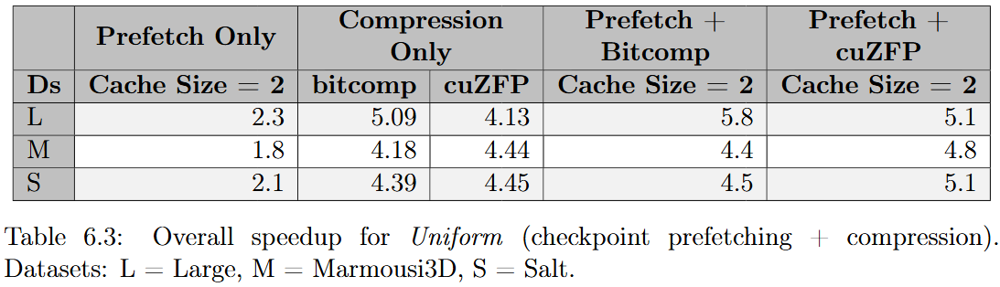 Prefetch Only Compression Only Prefetch + Bitcomp Prefetch + cuZFP
Ds Cache Size = 2 bitcomp cuZFP Cache Size = 2 Cache Size = 2
L 2.3 5.09 4.13 5.8 5.1
M 1.8 4.18 4.44 4.4 4.8
S 2.1 4.39 4.45 4.5 5.1
Table 6.3: Overall speedup for Uniform (checkpoint prefetching + compression).
Datasets: L = Large, M = Marmousi3D, S = Salt.